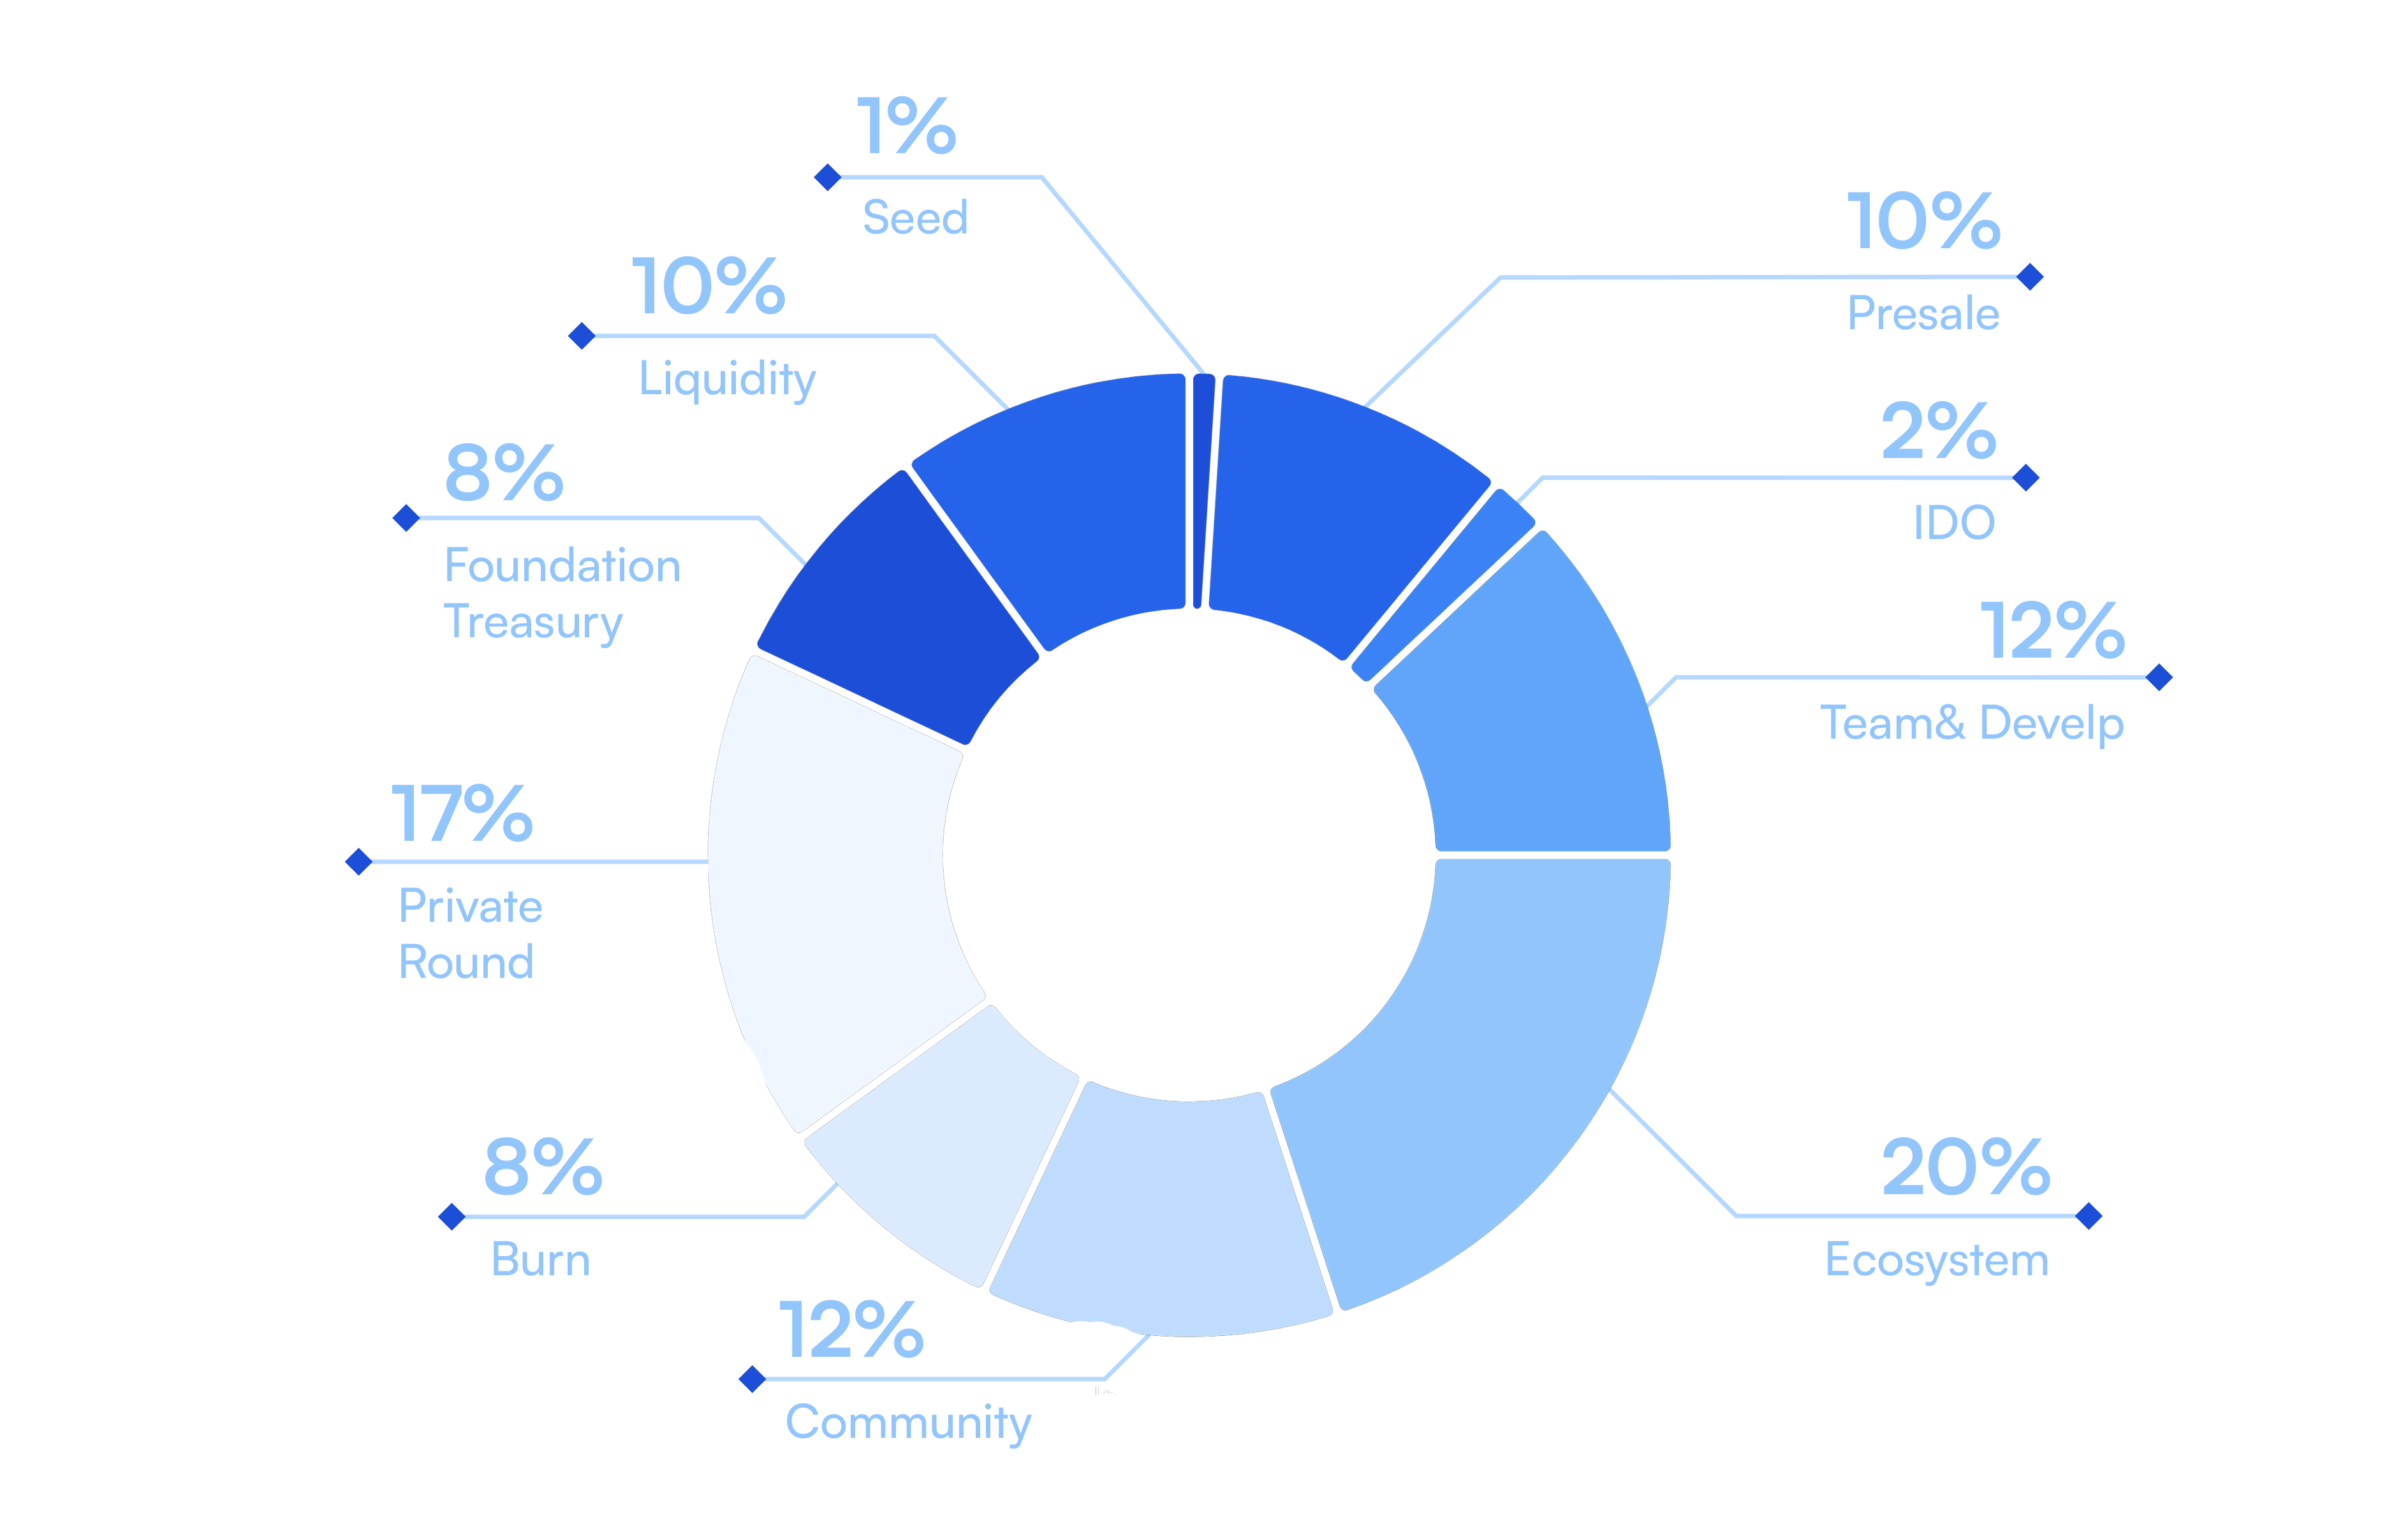 1%
Seed
10%
Liquidity
8%
Foundation
Treasury
17%
Private
Round
8%
Burn
12%
Community
10%
Presale
2%
IDO
12%
Team& Develp
20%
Ecosystem